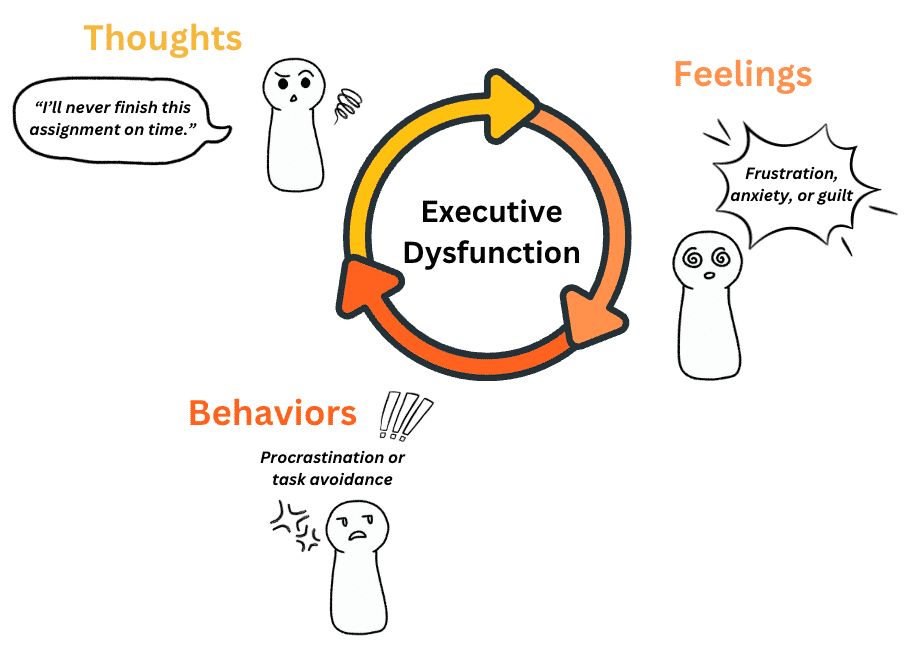 Thoughts
“I’ll never finish this
assignment on time.”
Feelings
Frustration,
anxiety, or guilt
Executive
Dysfunction
Behaviors
Procrastination or
task avoidance